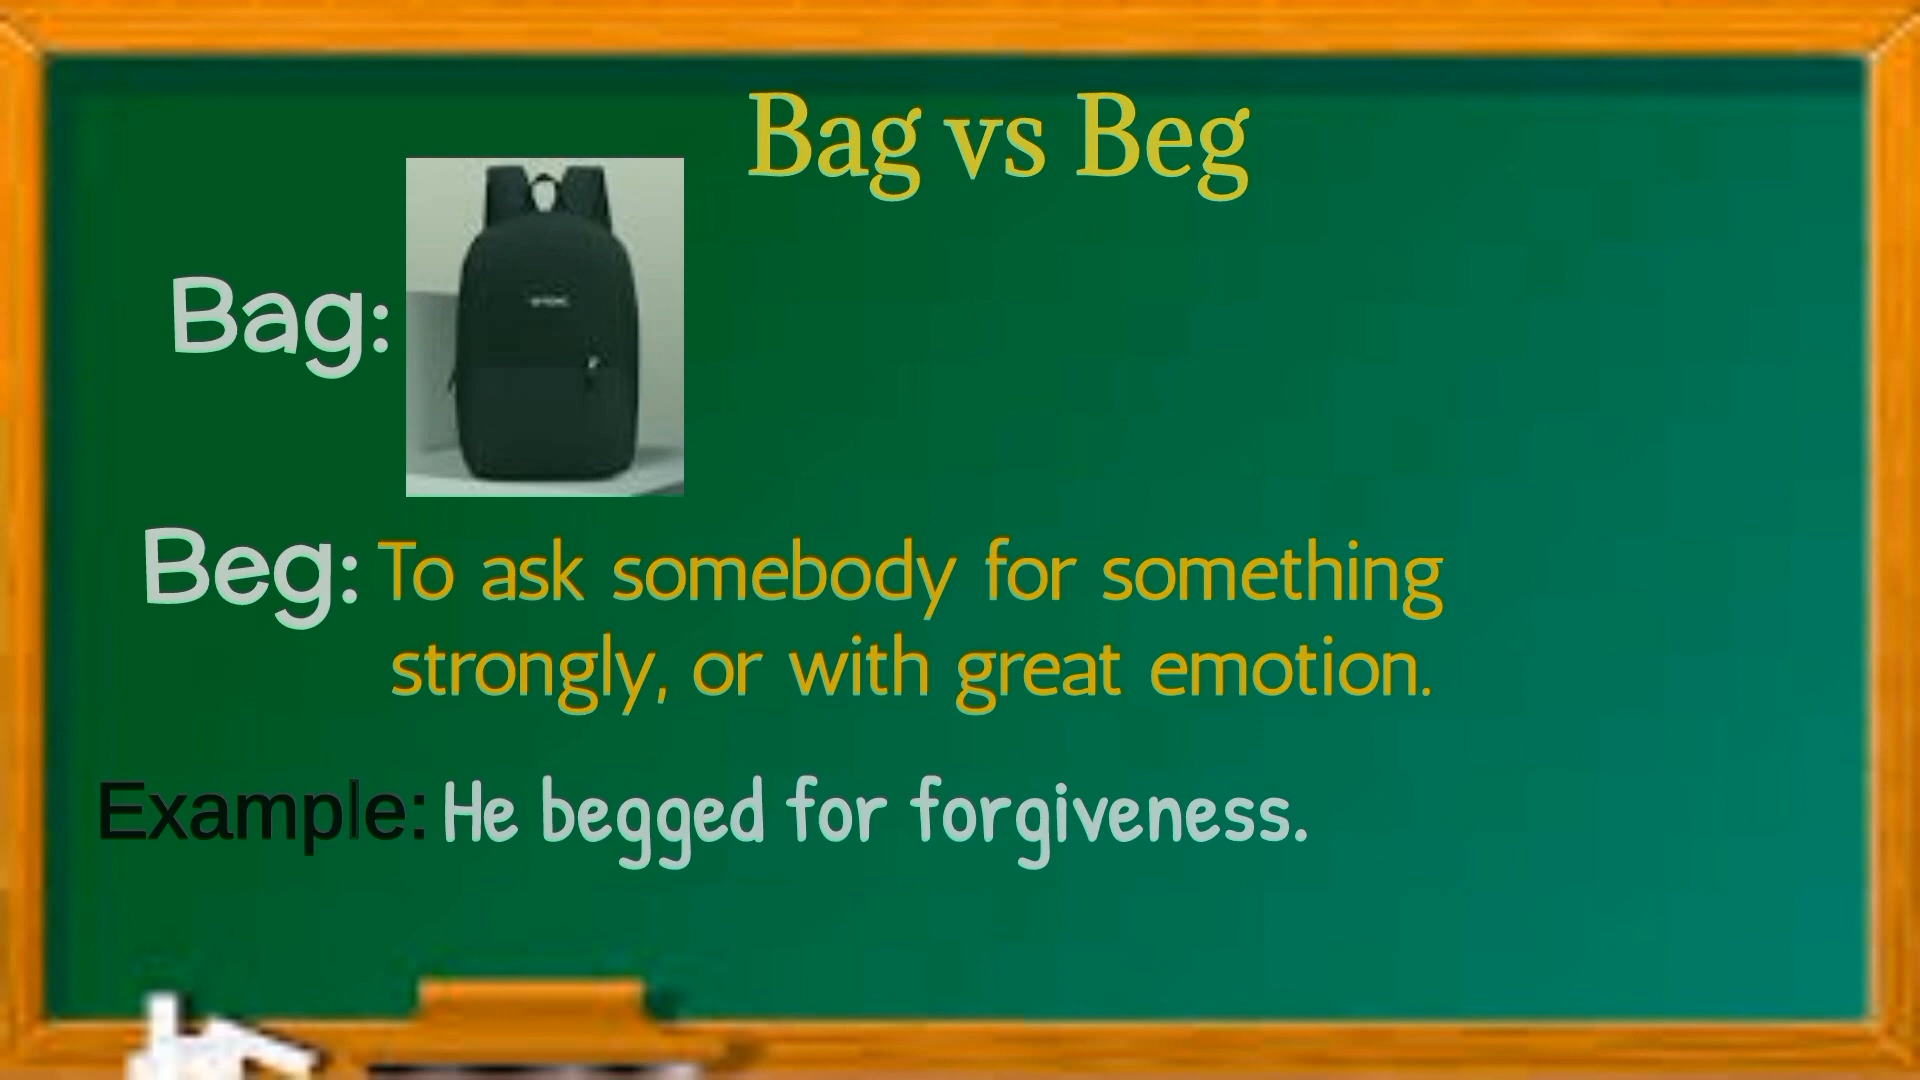 Bag vs Beg
Bag:
Beg: To ask somebody for something
strongly, or with great emotion.
Example: He begged for forgiveness.